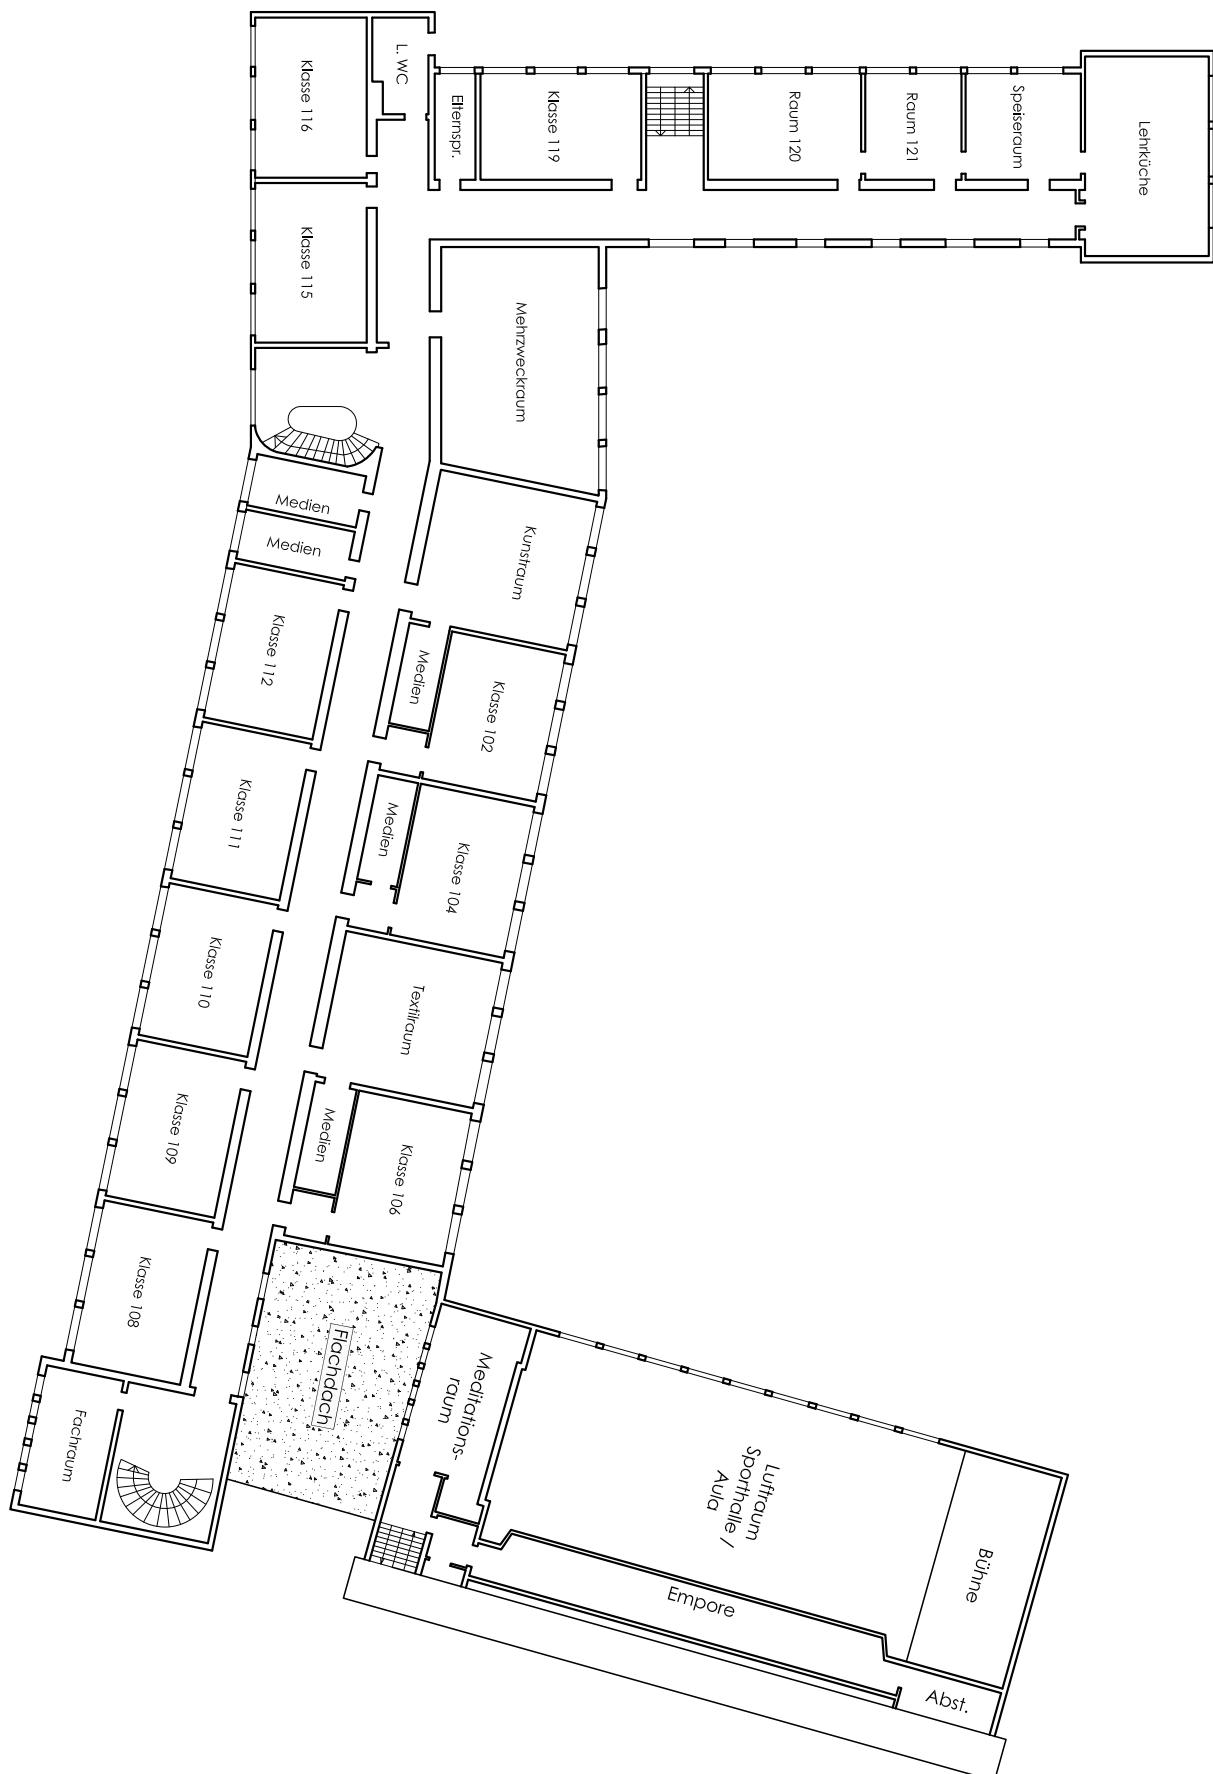 L. WC
Klasse 116
Elternspr.
Klasse 119
Raum 120
Raum 121
Speiseraum
Lehrküche
Klasse 115
Mehrzweckraum
Medien
Medien
Kunstraum
Klasse 112
Medien
Klasse 102
Klasse 111
Medien
Klasse 104
Klasse 110
Textilraum
Klasse 109
Medien
Klasse 106
Klasse 108
Flachdach
Meditations-
raum
Fachraum
Luftraum
Sporthalle /
Aula
Bühne
Empore
Abst.